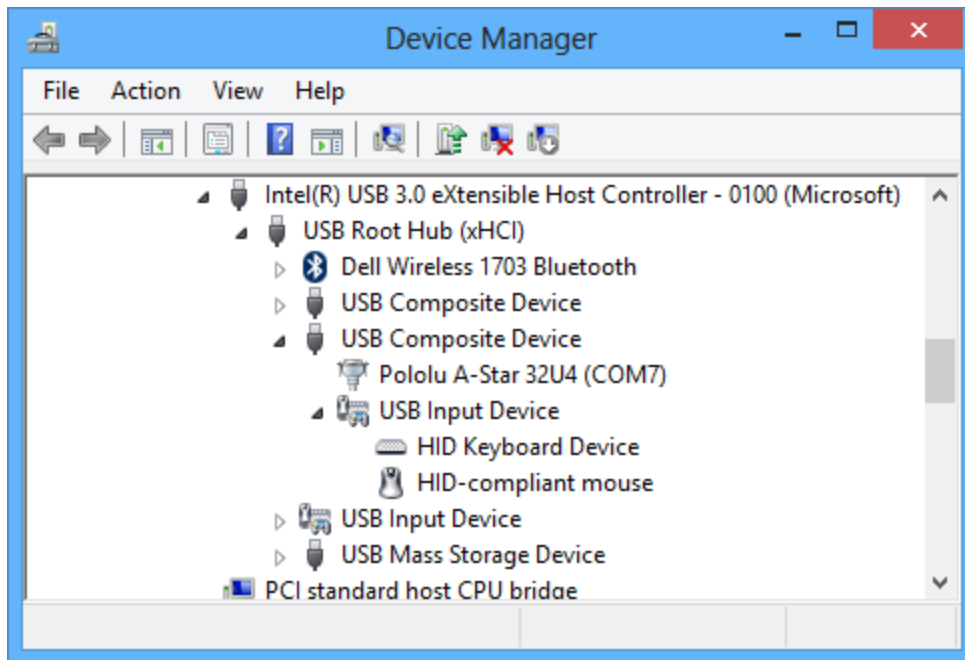 Device Manager
File Action View Help
Intel(R) USB 3.0 eXtensible Host Controller - 0100 (Microsoft)
USB Root Hub (xHCI)
Dell Wireless 1703 Bluetooth
USB Composite Device
USB Composite Device
Pololu A-Star 32U4 (COM7)
USB Input Device
HID Keyboard Device
HID-compliant mouse
USB Input Device
USB Mass Storage Device
PCI standard host CPU bridge